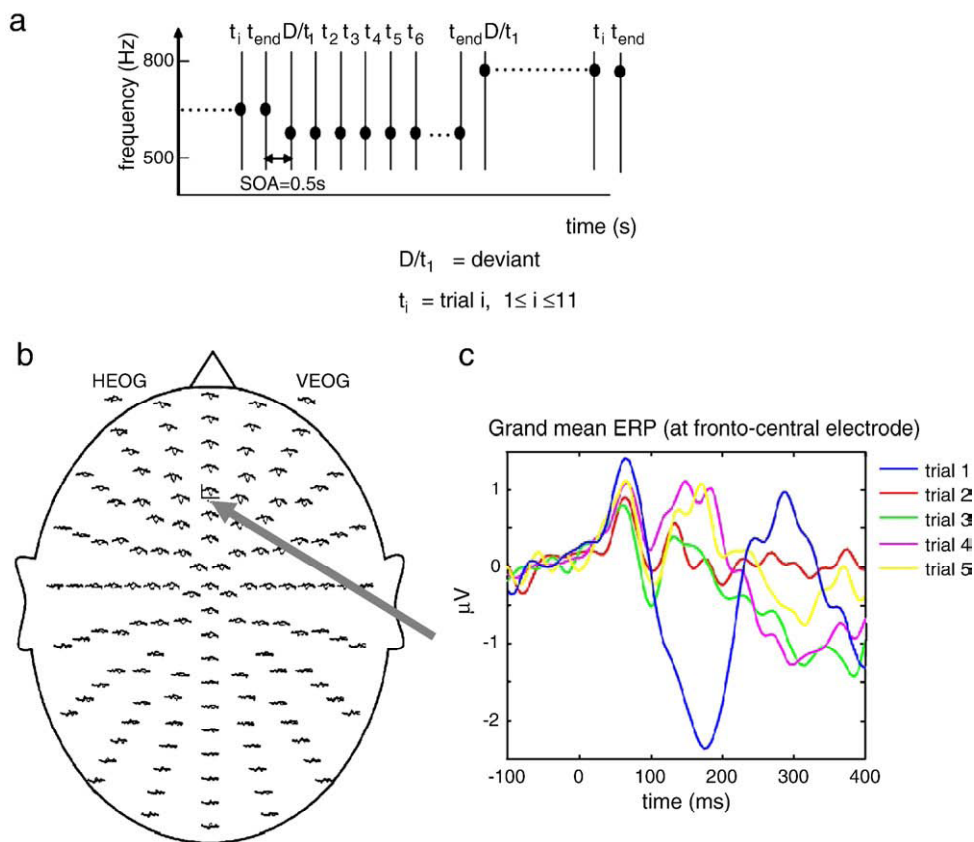 a
t_i t_end D/t_1 t_2 t_3 t_4 t_5 t_6 t_end D/t_1 t_i t_end
frequency (Hz)
800
500
SOA=0.5s
time (s)
D/t_1 = deviant
t_i = trial i, 1≤ i ≤11
b
HEOG VEOG
c
Grand mean ERP (at fronto-central electrode)
μV
1
0
-1
-2
-100 0 100 200 300 400
time (ms)
trial 1
trial 2
trial 3
trial 4
trial 5